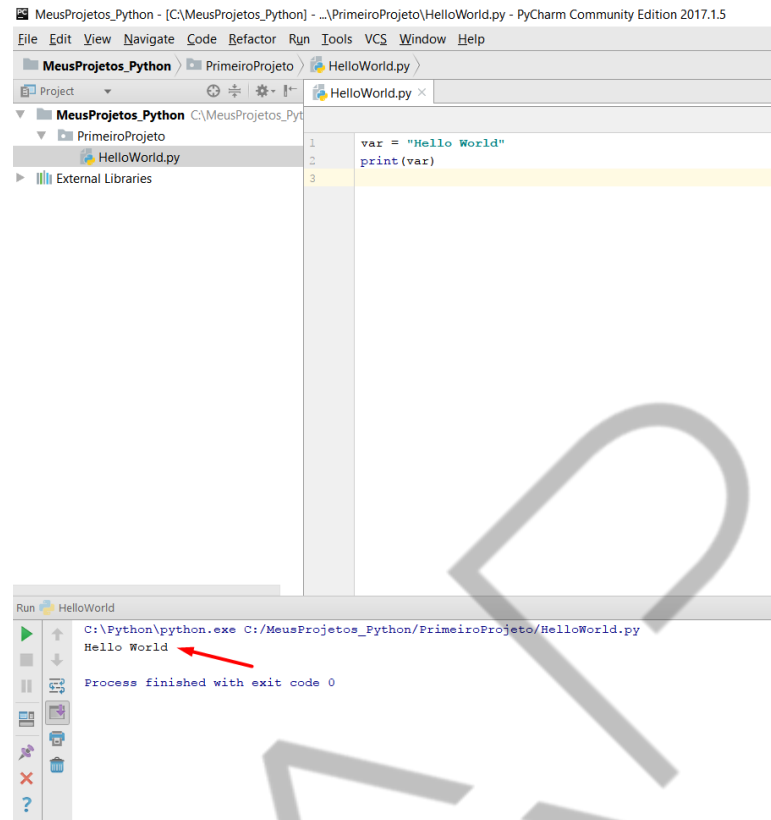 MeusProjetos_Python - [C:\MeusProjetos_Python] - ...\PrimeiroProjeto\HelloWorld.py - PyCharm Community Edition 2017.1.5
File Edit View Navigate Code Refactor Run Tools VCS Window Help
MeusProjetos_Python PrimeiroProjeto HelloWorld.py
Project
HelloWorld.py
MeusProjetos_Python C:\MeusProjetos_Pyt
PrimeiroProjeto
HelloWorld.py
External Libraries
1 var = "Hello World"
2 print(var)
3
Run HelloWorld
C:\Python\python.exe C:/MeusProjetos_Python/PrimeiroProjeto/HelloWorld.py
Hello World
Process finished with exit code 0